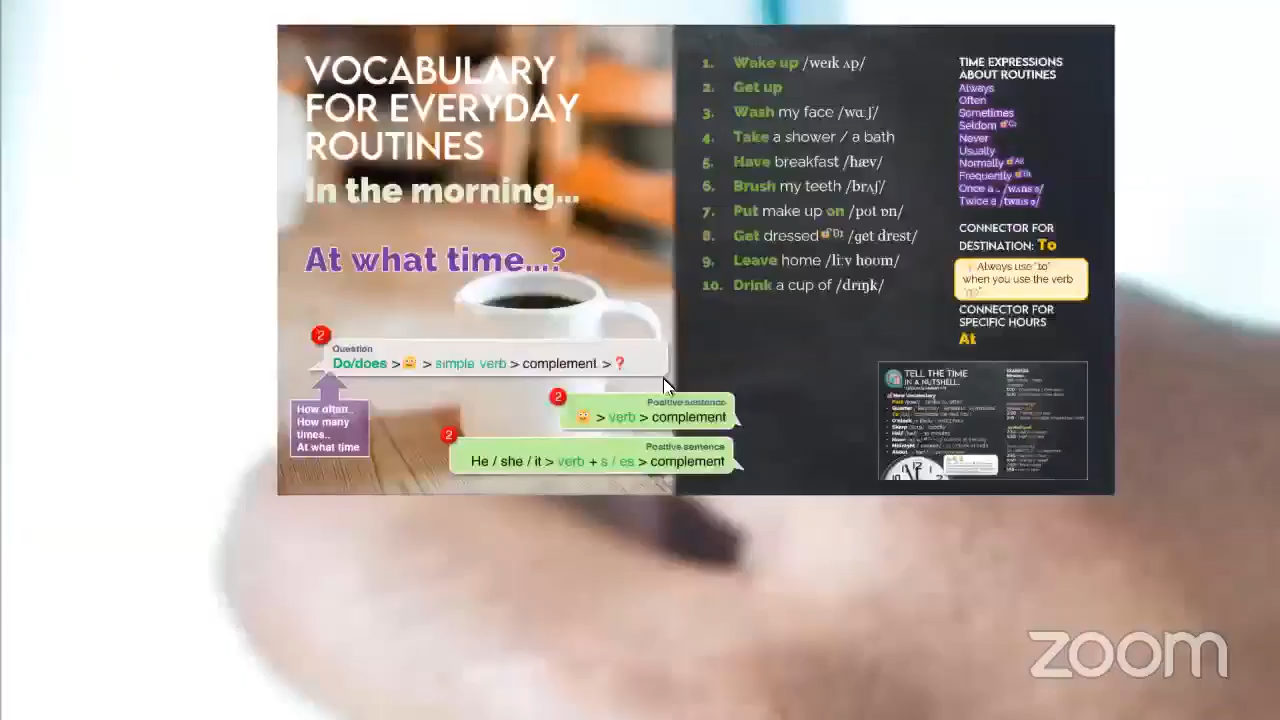 VOCABULARY
FOR EVERYDAY
ROUTINES
In the morning...
At what time...?
2
Question
Do/does > 😐 > simple verb > complement > ❓
How often..
How many
times..
At what time
2
Positive sentence
> verb > complement
2
Positive sentence
He / she / it > verb + s / es > complement
1. Wake up /weɪk ʌp/
2. Get up
3. Wash my face /wɑːʃ/
4. Take a shower / a bath
5. Have breakfast /hæv/
6. Brush my teeth /brʌʃ/
7. Put make up on /pʊt ɒn/
8. Get dressed /get drest/
9. Leave home /liːv hoʊm/
10. Drink a cup of /drɪŋk/
TIME EXPRESSIONS
ABOUT ROUTINES
Always
Often
Sometimes
Seldom
Never
Usually
Normally
Frequently
Once a ..
Twice a
CONNECTOR FOR
DESTINATION: To
Always use "to"
when you use the verb
CONNECTOR FOR
SPECIFIC HOURS
At
TELL THE TIME
IN A NUTSHELL..
New Vocabulary
zoom